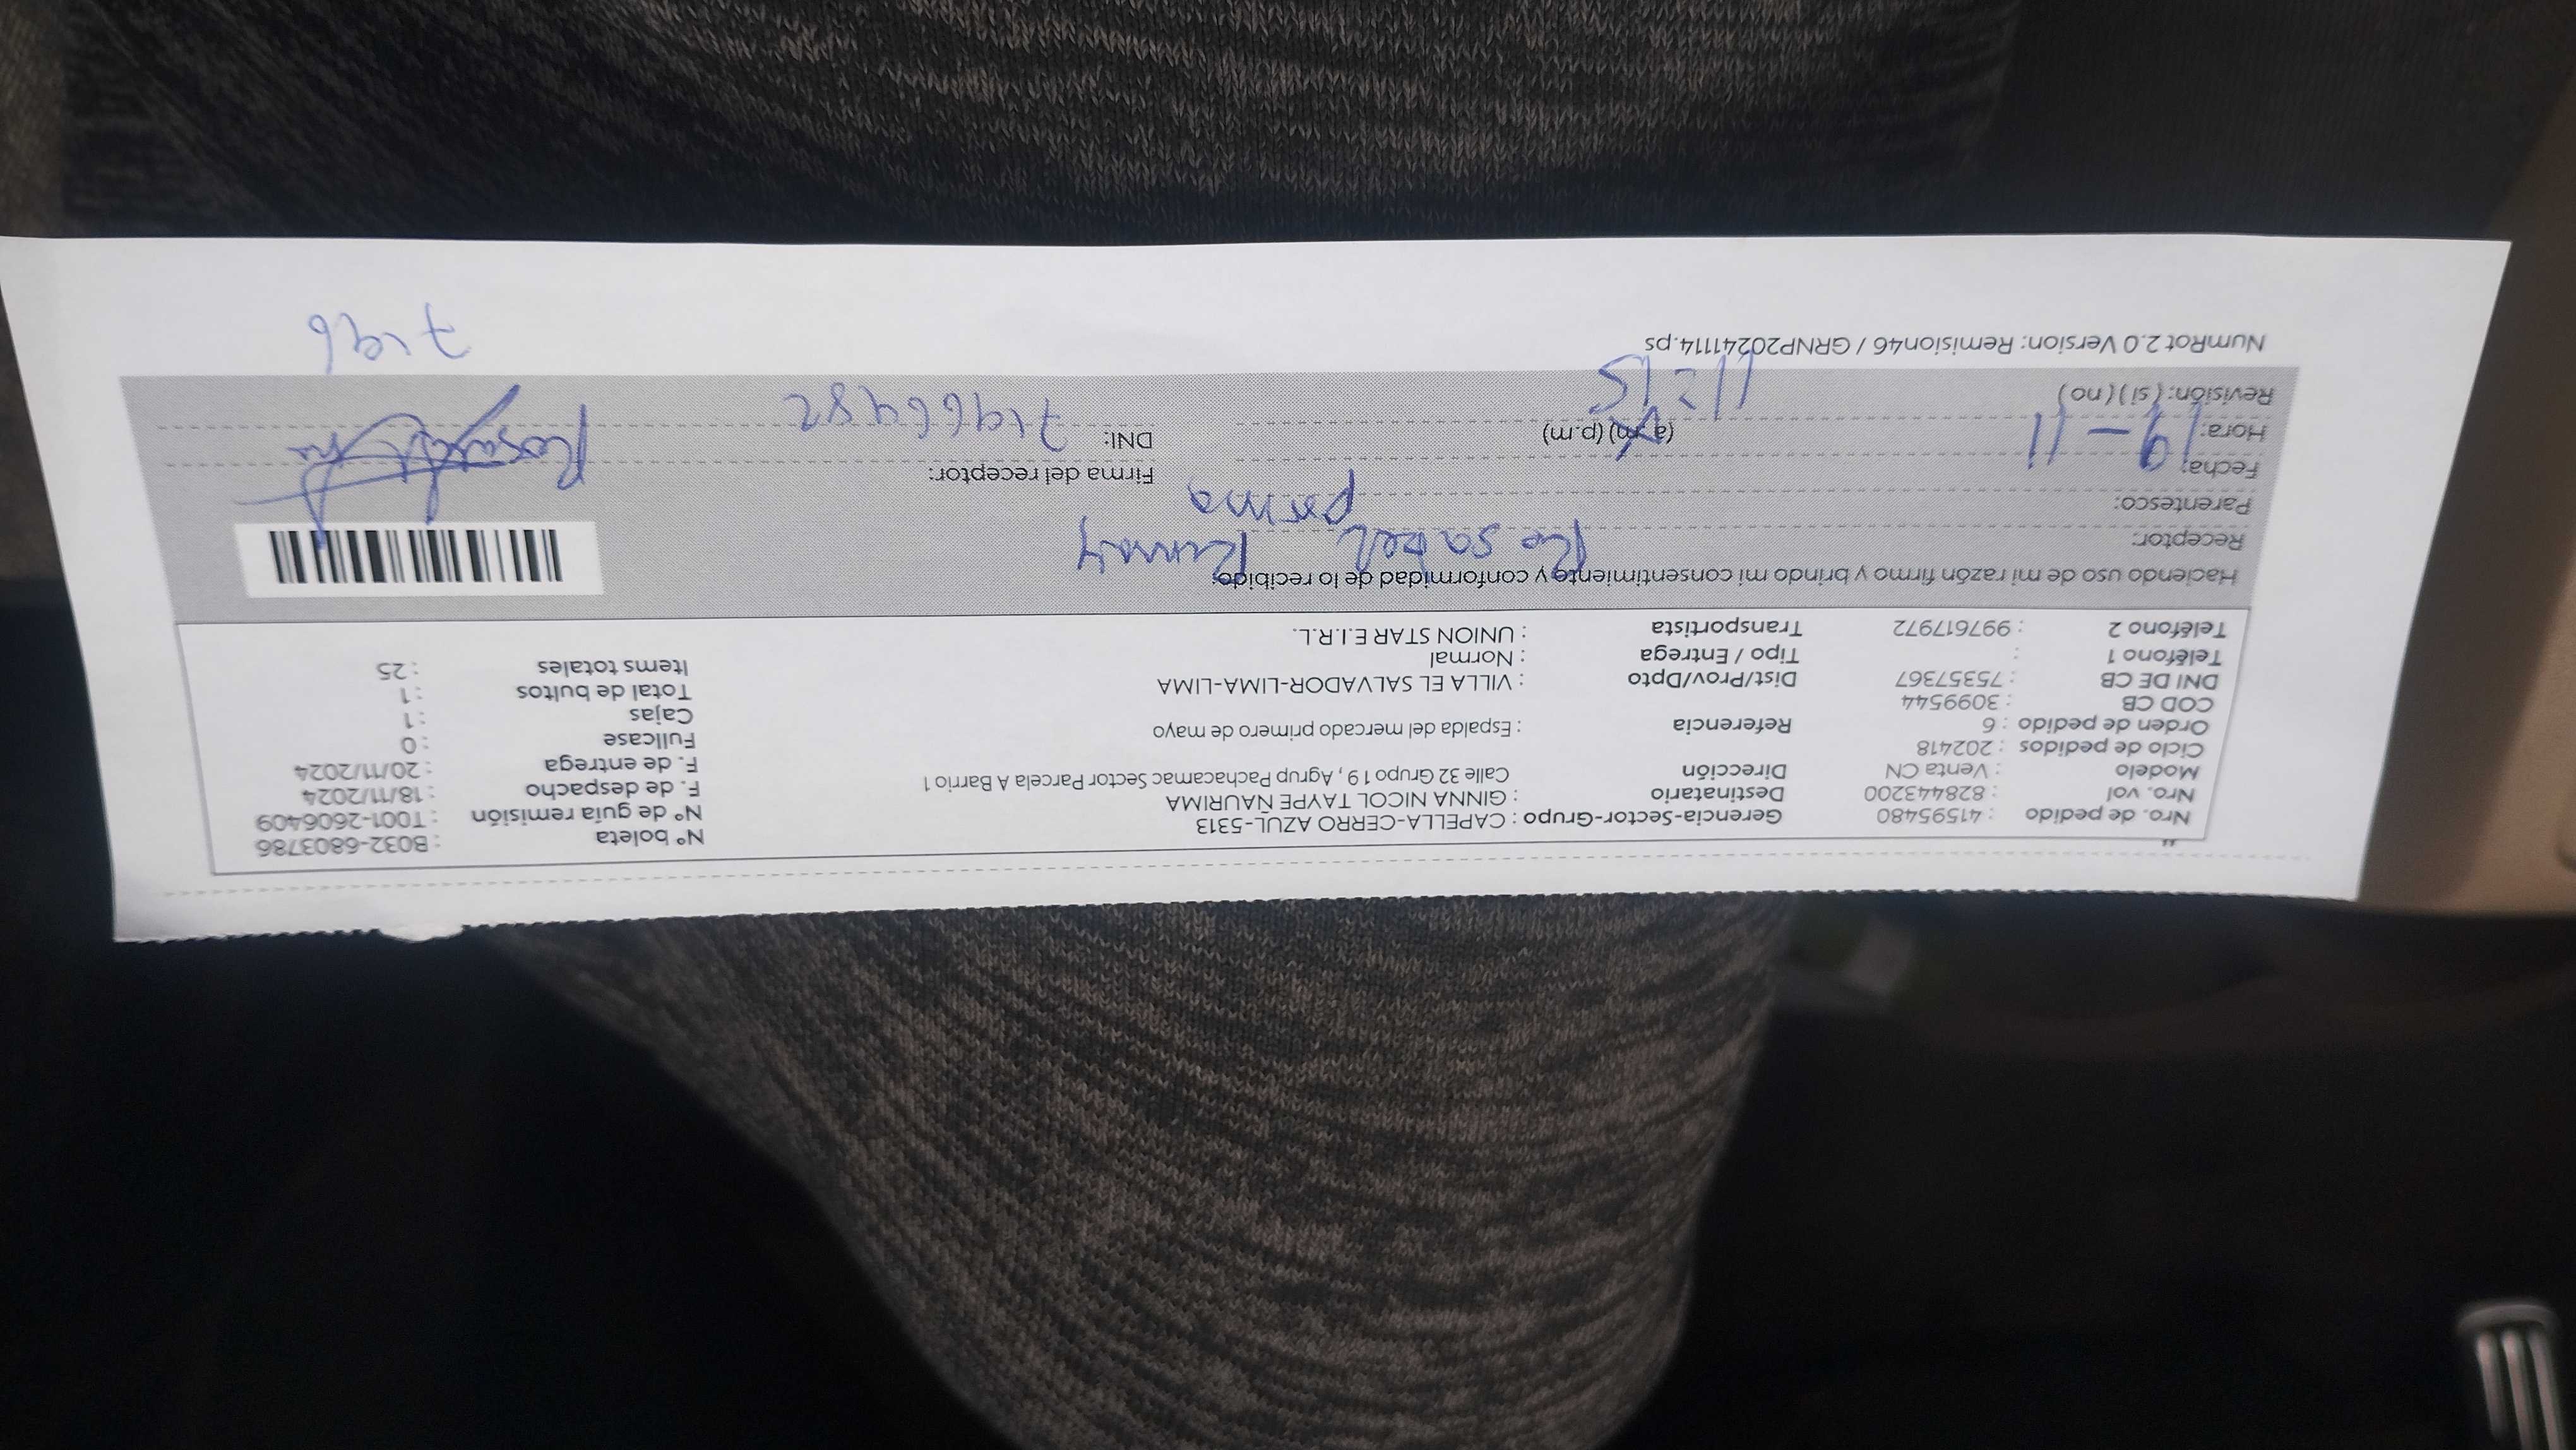 Nro. de pedido : 41595480 Gerencia-Sector-Grupo : CAPELLA-CERRO AZUL-5313 N° boleta : B032-6803786
Nro. vol : 828443200 Destinatario : GINNA NICOL TAYPE ÑAURIMA N° de guía remisión : T001-2606409
Modelo : Venta CN Dirección Calle 32 Grupo 19, Agrup Pachacamac Sector Parcela A Barrio 1 F. de despacho : 18/11/2024
Ciclo de pedidos : 202418 F. de entrega : 20/11/2024
Orden de pedido : 6 Referencia : Espalda del mercado primero de mayo Fullcase : 0
COD CB : 3099544 Cajas : 1
DNI DE CB : 75357367 Dist/Prov/Dpto : VILLA EL SALVADOR-LIMA-LIMA Total de bultos : 1
Teléfono 1 : Tipo / Entrega : Normal Items totales : 25
Teléfono 2 : 997617972 Transportista : UNION STAR E.I.R.L.
Haciendo uso de mi razón firmo y brindo mi consentimiento y conformidad de lo recibido:
Receptor: Rosabel
Parentesco: prima
Fecha: 19-11 Firma del receptor:
Hora: (a.m) (p.m) 11:15 DNI: 71966482
Revisión: (si) (no)
NumRot 2.0 Version: Remision46 / GRNP20241114.ps
7196